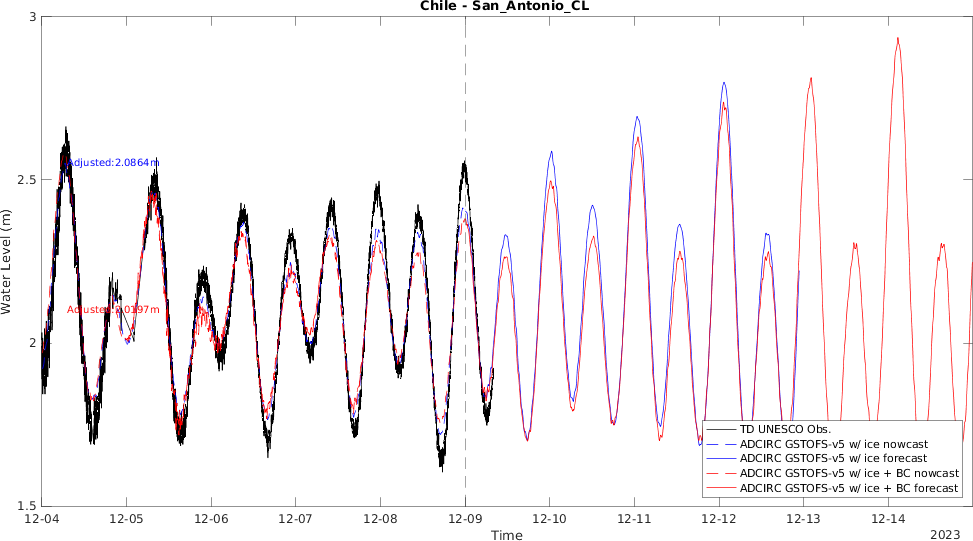 Chile - San_Antonio_CL
3
2.5
2
1.5
Water Level (m)
Adjusted:2.0864m
Adjusted:2.0197m
TD UNESCO Obs.
ADCIRC GSTOFS-v5 w/ ice nowcast
ADCIRC GSTOFS-v5 w/ ice forecast
ADCIRC GSTOFS-v5 w/ ice + BC nowcast
ADCIRC GSTOFS-v5 w/ ice + BC forecast
12-04 12-05 12-06 12-07 12-08 12-09 12-10 12-11 12-12 12-13 12-14
Time
2023